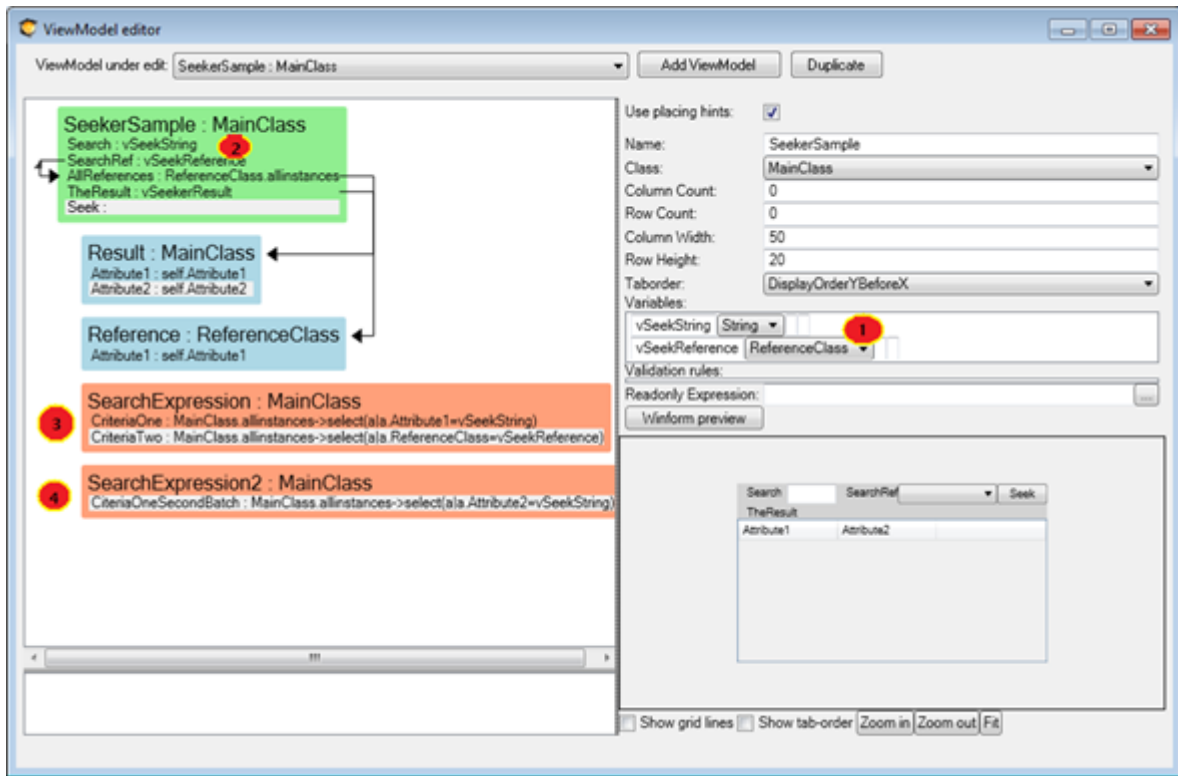 ViewModel editor
ViewModel under edit: SeekerSample : MainClass Add ViewModel Duplicate
SeekerSample : MainClass
Search : vSeekString
2
SearchRef : vSeekReference
AllReferences : ReferenceClass.allinstances
TheResult : vSeekerResult
Seek :
Result : MainClass
Attribute1 : self.Attribute1
Attribute2 : self.Attribute2
Reference : ReferenceClass
Attribute1 : self.Attribute1
3
SearchExpression : MainClass
CriteriaOne : MainClass.allinstances->select(a|a.Attribute1=vSeekString)
CriteriaTwo : MainClass.allinstances->select(a|a.ReferenceClass=vSeekReference)
4
SearchExpression2 : MainClass
CiteriaOneSecondBatch : MainClass.allinstances->select(a|a.Attribute2=vSeekString)
Use placing hints:
Name: SeekerSample
Class: MainClass
Column Count: 0
Row Count: 0
Column Width: 50
Row Height: 20
Taborder: DisplayOrderYBeforeX
Variables:
vSeekString String
1
vSeekReference ReferenceClass
Validation rules:
Readonly Expression: ...
Winform preview
Search SearchRef Seek
TheResult
Attribute1 Attribute2
Show grid lines Show tab-order Zoom in Zoom out Fit